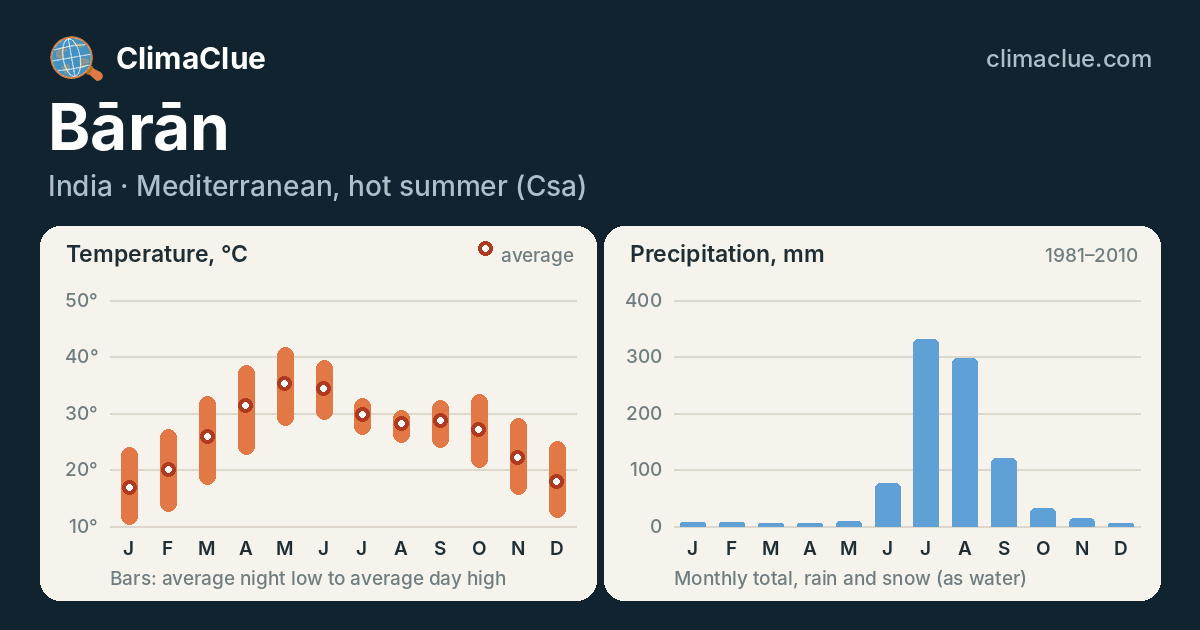 ClimaClue
climaclue.com
Bārān
India · Mediterranean, hot summer (Csa)
Temperature, °C
average
50°
40°
30°
20°
10°
J F M A M J J A S O N D
Bars: average night low to average day high
Precipitation, mm
1981–2010
400
300
200
100
0
J F M A M J J A S O N D
Monthly total, rain and snow (as water)